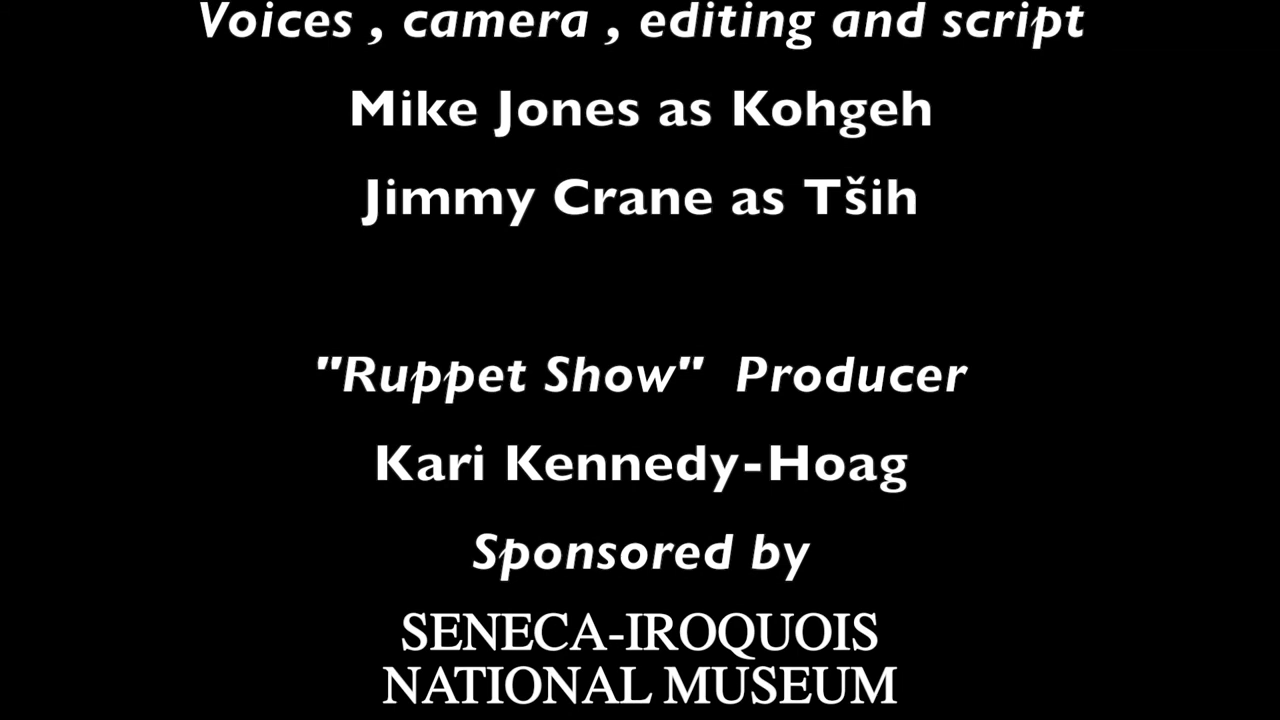 Voices , camera , editing and script
Mike Jones as Kohgeh
Jimmy Crane as Tših
"Ruppet Show" Producer
Kari Kennedy-Hoag
Sponsored by
SENECA-IROQUOIS
NATIONAL MUSEUM